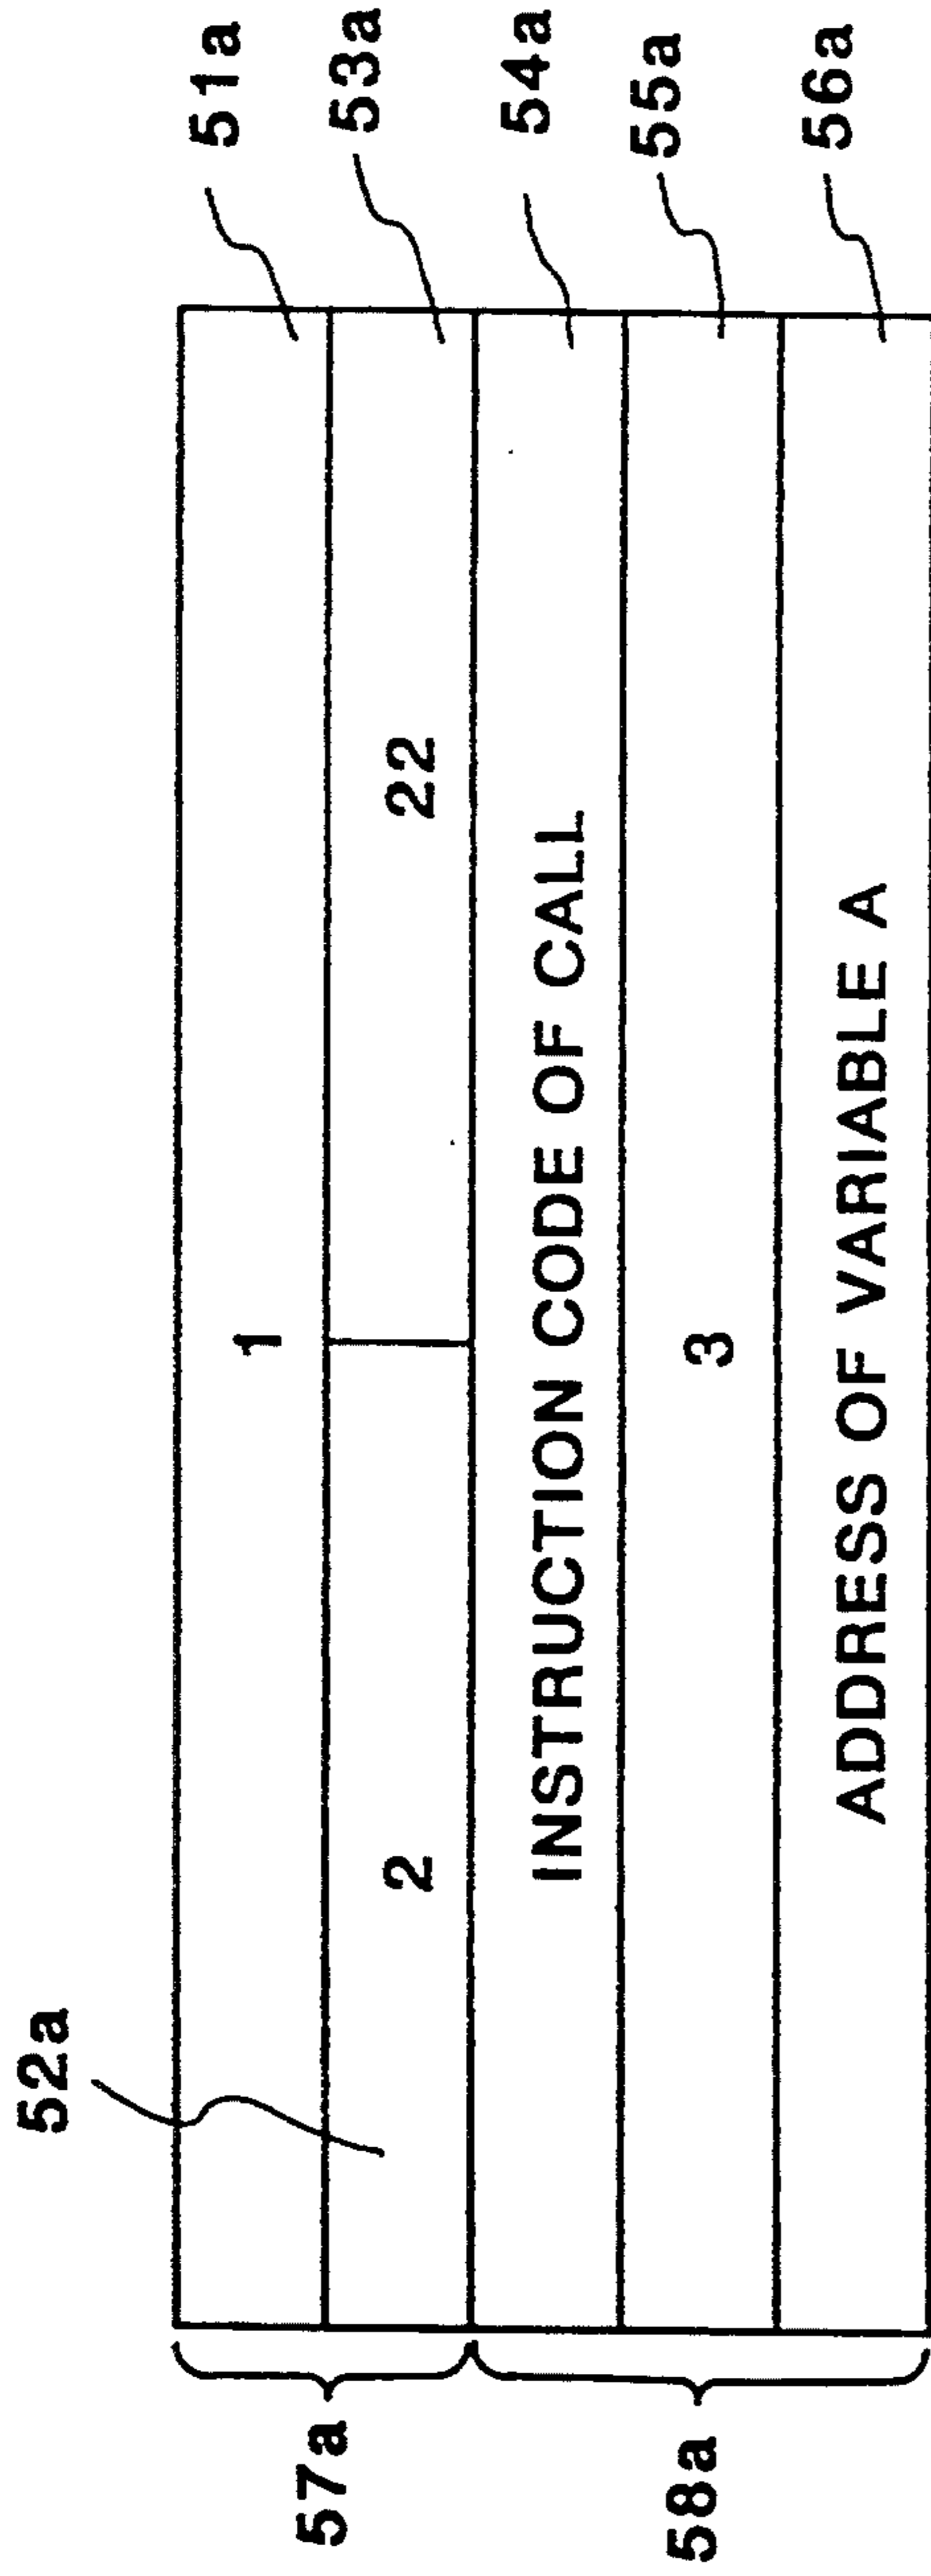 52a
1
51a
57a
2
22
53a
INSTRUCTION CODE OF CALL
54a
3
55a
58a
ADDRESS OF VARIABLE A
56a